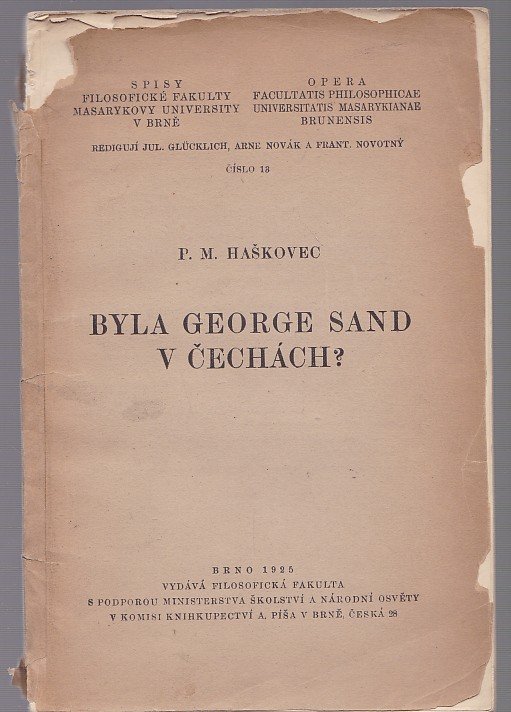 SPISY
FILOSOFICKÉ FAKULTY
MASARYKOVY UNIVERSITY
V BRNĚ
OPERA
FACULTATIS PHILOSOPHICAE
UNIVERSITATIS MASARYKIANAE
BRUNENSIS
REDIGUJÍ JUL. GLÜCKLICH, ARNE NOVÁK A FRANT. NOVOTNÝ
ČÍSLO 13
P. M. HAŠKOVEC
BYLA GEORGE SAND
V ČECHÁCH?
BRNO 1925
VYDÁVÁ FILOSOFICKÁ FAKULTA
S PODPOROU MINISTERSTVA ŠKOLSTVÍ A NÁRODNÍ OSVĚTY
V KOMISI KNIHKUPECTVÍ A. PÍŠA V BRNĚ, ČESKÁ 28